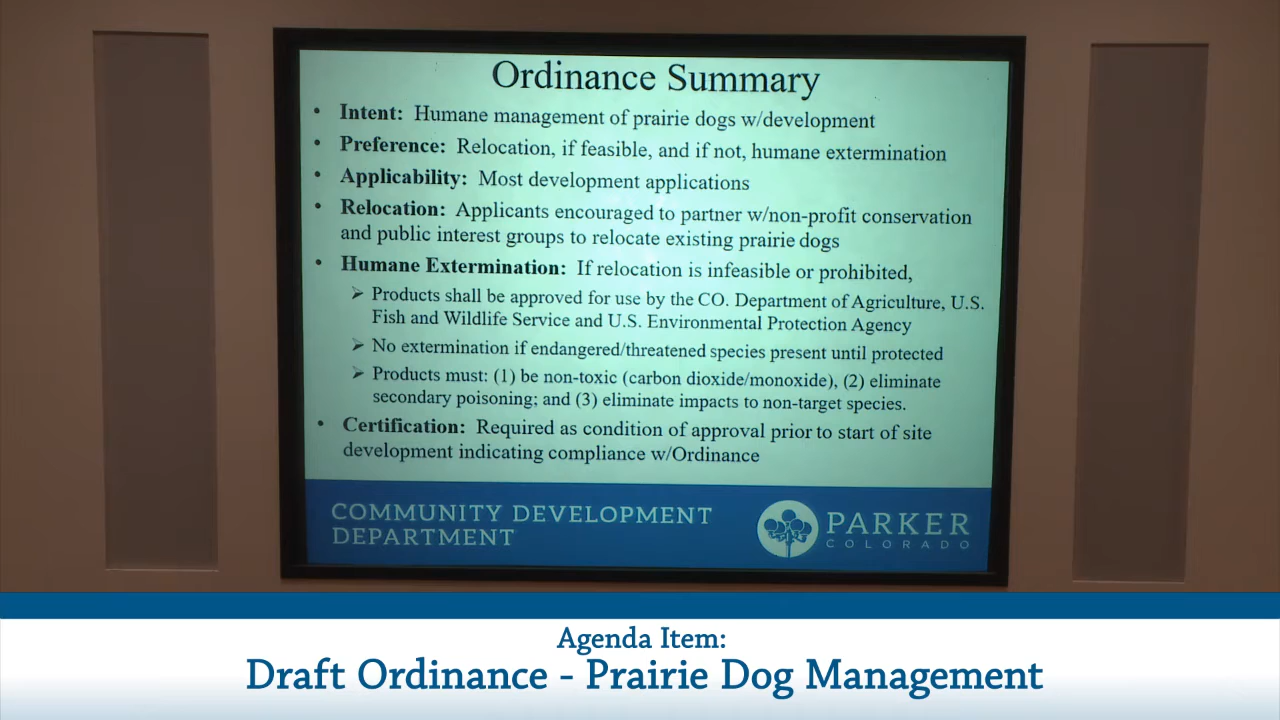 Ordinance Summary
• Intent: Humane management of prairie dogs w/development
• Preference: Relocation, if feasible, and if not, humane extermination
• Applicability: Most development applications
• Relocation: Applicants encouraged to partner w/non-profit conservation
and public interest groups to relocate existing prairie dogs
• Humane Extermination: If relocation is infeasible or prohibited,
➢ Products shall be approved for use by the CO. Department of Agriculture, U.S.
Fish and Wildlife Service and U.S. Environmental Protection Agency
➢ No extermination if endangered/threatened species present until protected
➢ Products must: (1) be non-toxic (carbon dioxide/monoxide), (2) eliminate
secondary poisoning; and (3) eliminate impacts to non-target species.
• Certification: Required as condition of approval prior to start of site
development indicating compliance w/Ordinance
COMMUNITY DEVELOPMENT
DEPARTMENT
PARKER
COLORADO
Agenda Item:
Draft Ordinance - Prairie Dog Management